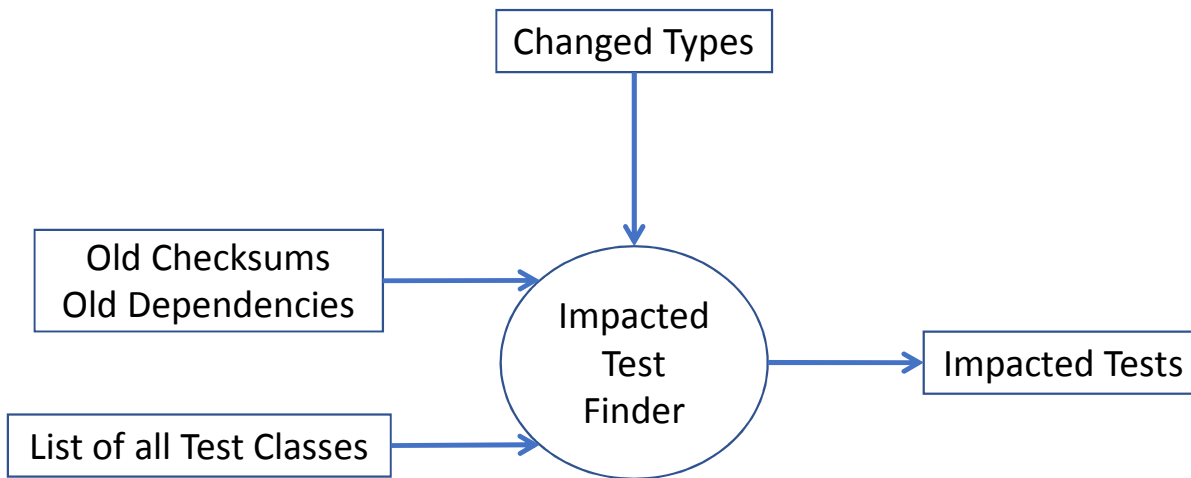 Changed Types
Old Checksums
Old Dependencies
Impacted
Test
Finder
Impacted Tests
List of all Test Classes